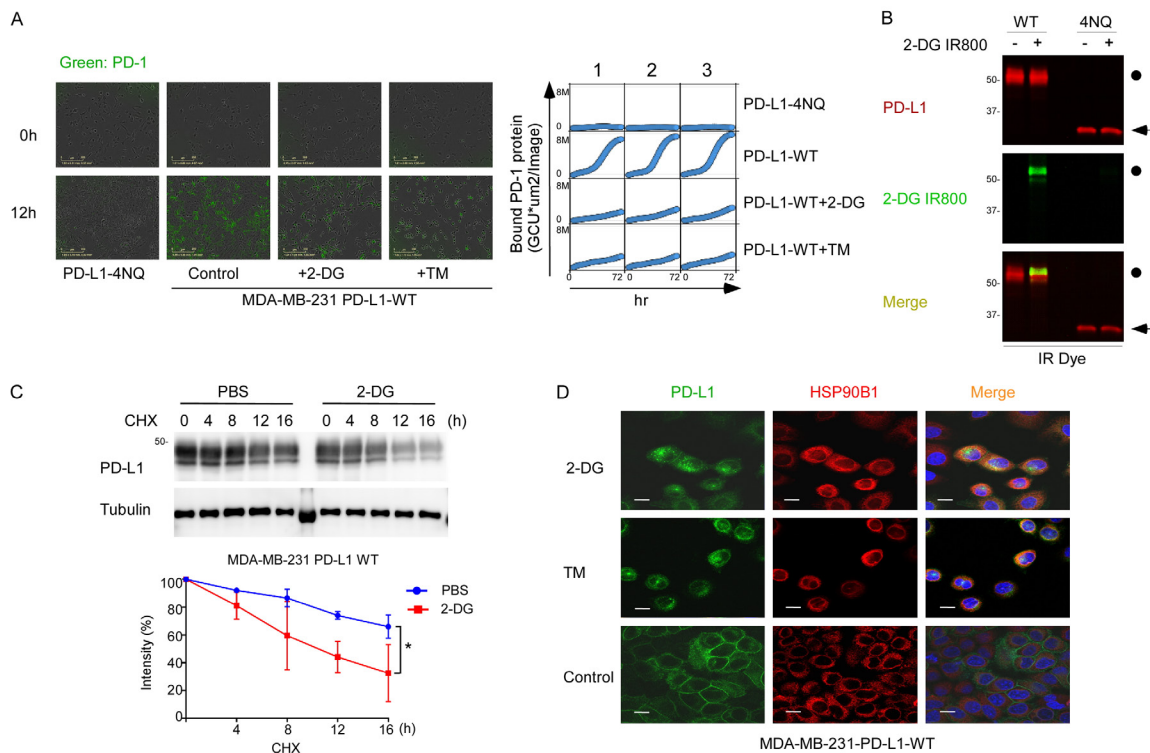 A
Green: PD-1
0h
12h
PD-L1-4NQ
Control
+2-DG
+TM
MDA-MB-231 PD-L1-WT
1 2 3
8M
0
PD-L1-4NQ
8M
0
PD-L1-WT
8M
0
PD-L1-WT+2-DG
8M
0
PD-L1-WT+TM
0 72 0 72 0 72
hr
Bound PD-1 protein
(GCU*um2/Image)
B
WT 4NQ
2-DG IR800 - + - +
50-
37-
PD-L1
50-
37-
2-DG IR800
50-
37-
Merge
IR Dye
C
PBS 2-DG
CHX 0 4 8 12 16 0 4 8 12 16 (h)
50-
PD-L1
Tubulin
MDA-MB-231 PD-L1 WT
100
80
60
40
20
0
Intensity (%)
PBS
2-DG
*
4 8 12 16 (h)
CHX
D
PD-L1 HSP90B1 Merge
2-DG
TM
Control
MDA-MB-231-PD-L1-WT